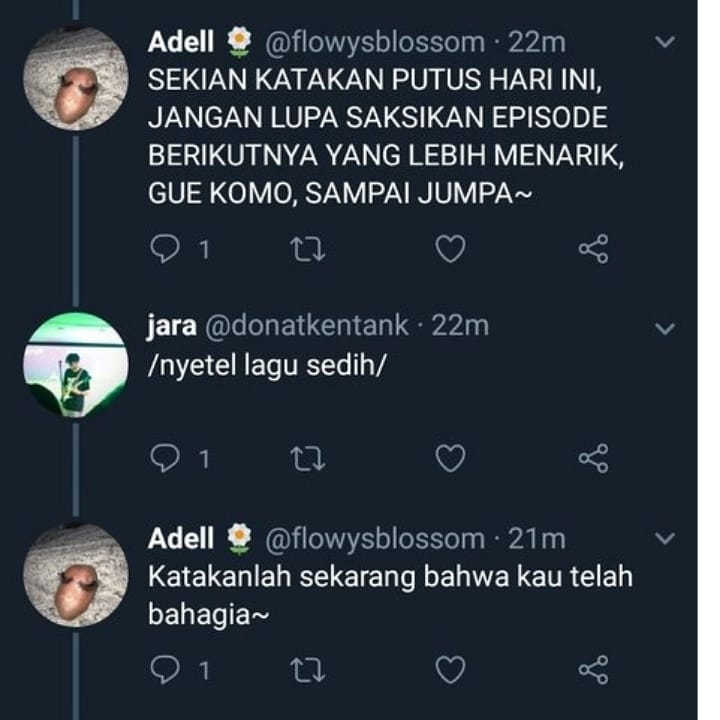 Adell 🌼 @flowysblossom · 22m
SEKIAN KATAKAN PUTUS HARI INI,
JANGAN LUPA SAKSIKAN EPISODE
BERIKUTNYA YANG LEBIH MENARIK,
GUE KOMO, SAMPAI JUMPA~
1
jara @donatkentank · 22m
/nyetel lagu sedih/
1
Adell 🌼 @flowysblossom · 21m
Katakanlah sekarang bahwa kau telah
bahagia~
1